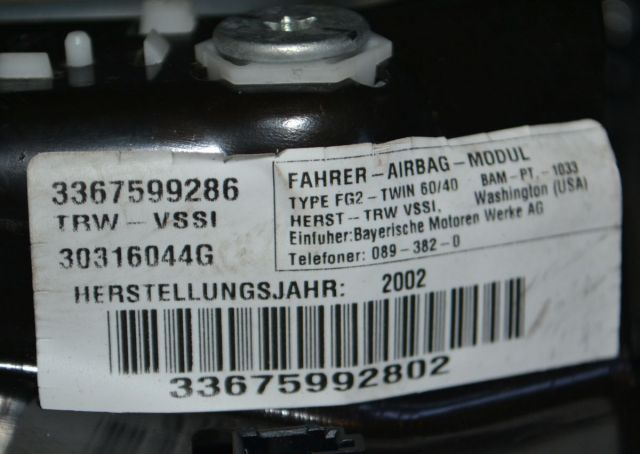 3367599286
TRW - VSSI
30316044G
FAHRER - AIRBAG - MODUL
TYPE FG2 - TWIN 60/40 BAM - PT. - 1033
HERST - TRW VSSI, Washington (USA)
Einfuher: Bayerische Motoren Werke AG
Telefoner: 089 - 382 - 0
HERSTELLUNGSJAHR: 2002
33675992802